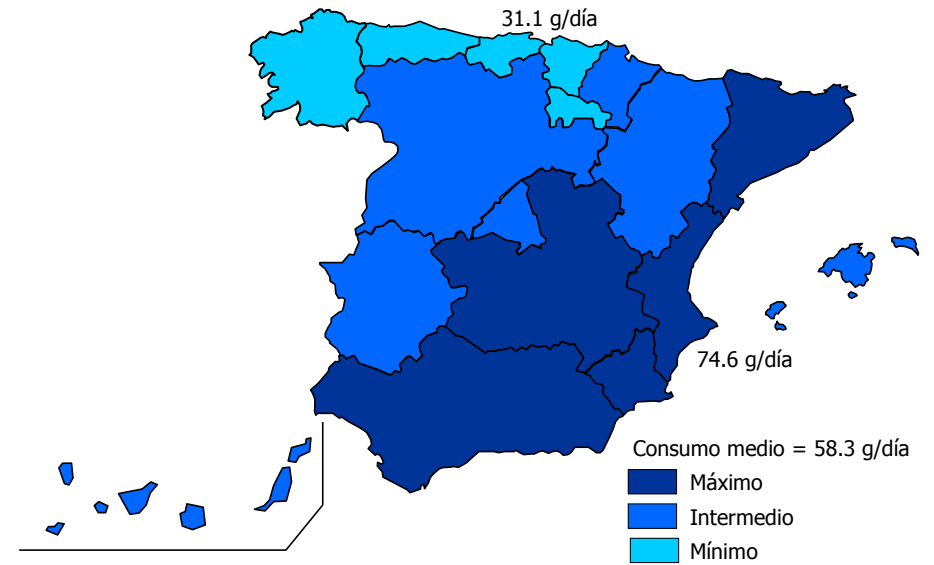 31.1 g/día
74.6 g/día
Consumo medio = 58.3 g/día
Máximo
Intermedio
Mínimo